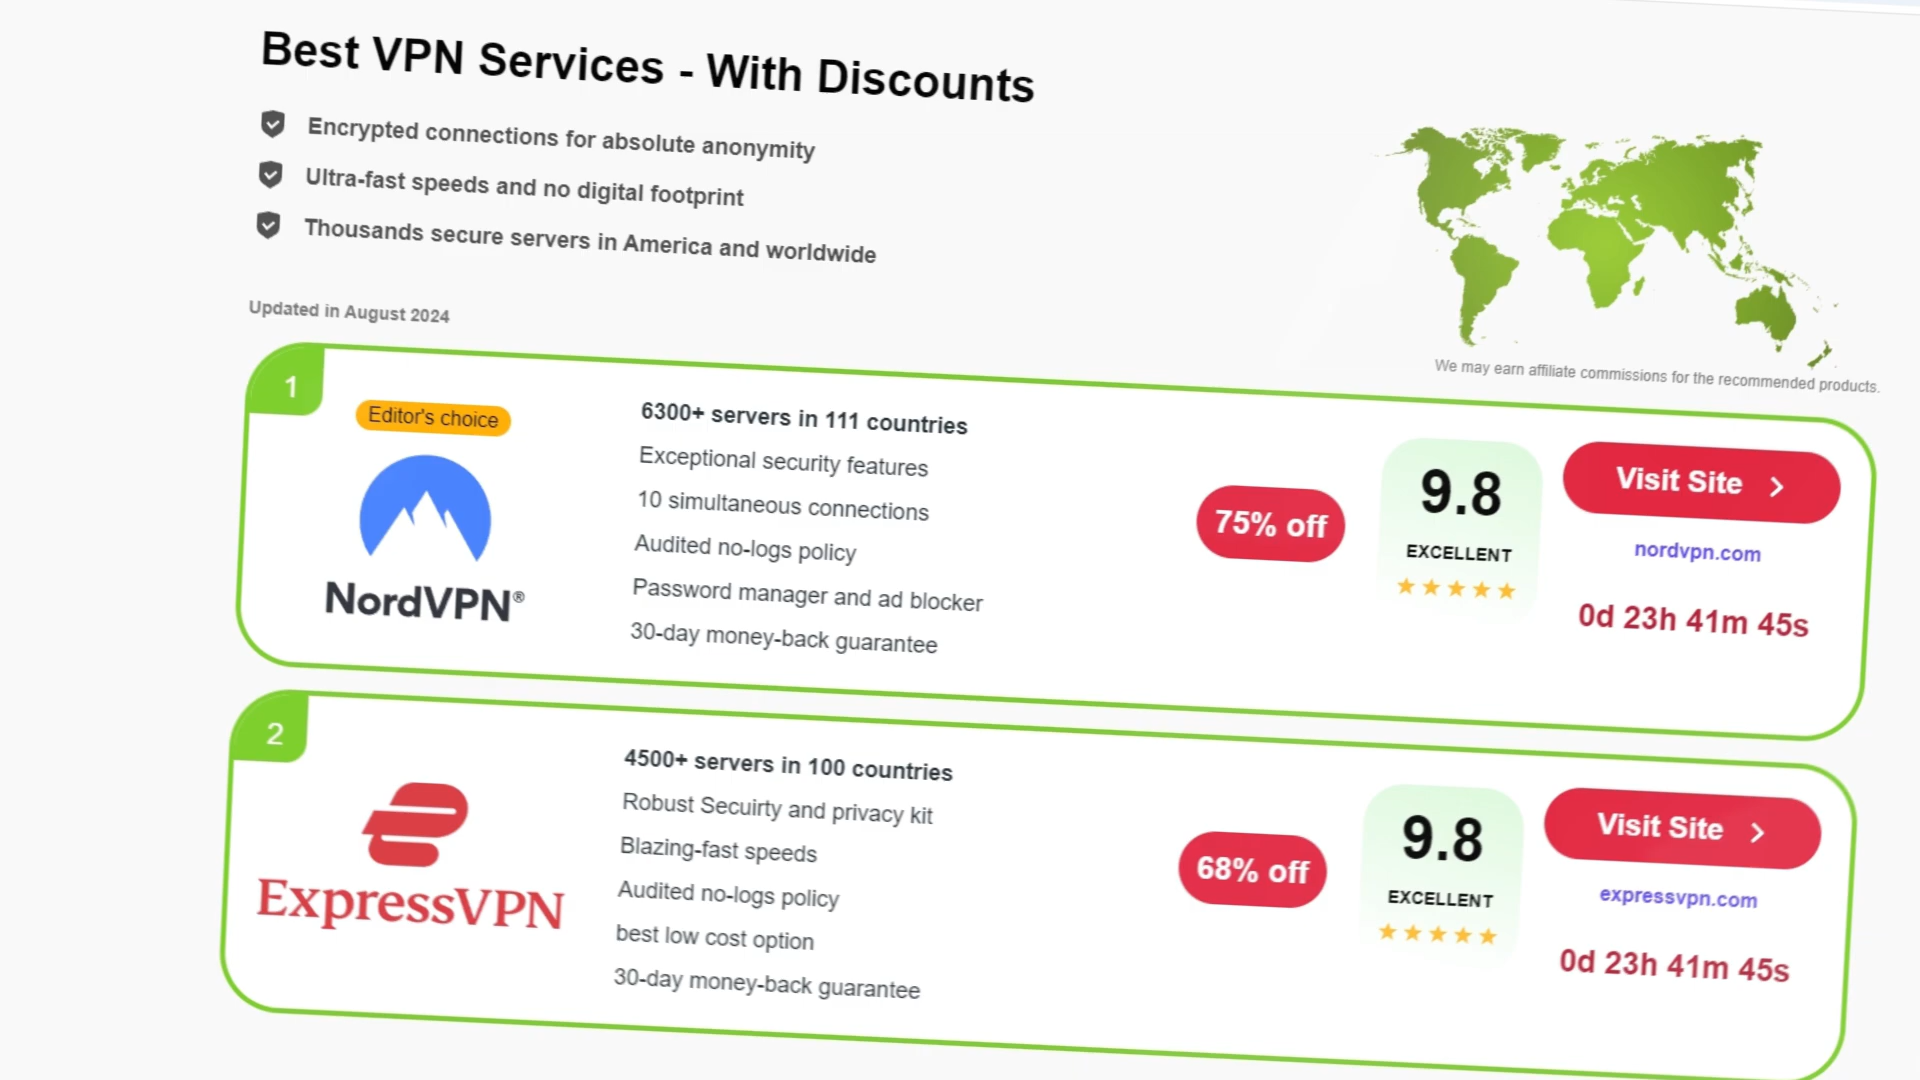 Best VPN Services - With Discounts
Encrypted connections for absolute anonymity
Ultra-fast speeds and no digital footprint
Thousands secure servers in America and worldwide
Updated in August 2024
We may earn affiliate commissions for the recommended products.
1
Editor's choice
NordVPN®
6300+ servers in 111 countries
Exceptional security features
10 simultaneous connections
Audited no-logs policy
Password manager and ad blocker
30-day money-back guarantee
75% off
9.8
EXCELLENT
Visit Site
nordvpn.com
0d 23h 41m 45s
2
ExpressVPN
4500+ servers in 100 countries
Robust Secuirty and privacy kit
Blazing-fast speeds
Audited no-logs policy
best low cost option
30-day money-back guarantee
68% off
9.8
EXCELLENT
Visit Site
expressvpn.com
0d 23h 41m 45s